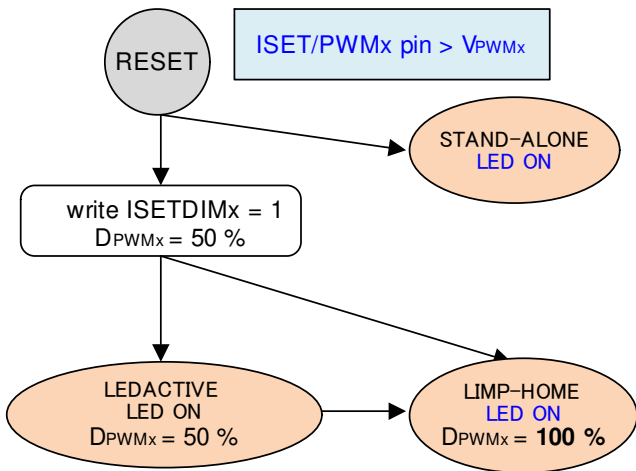 RESET
ISET/PWMx pin > VPWMx
STAND-ALONE
LED ON
write ISETDIMx = 1
DPWMx = 50 %
LEDACTIVE
LED ON
DPWMx = 50 %
LIMP-HOME
LED ON
DPWMx = 100 %